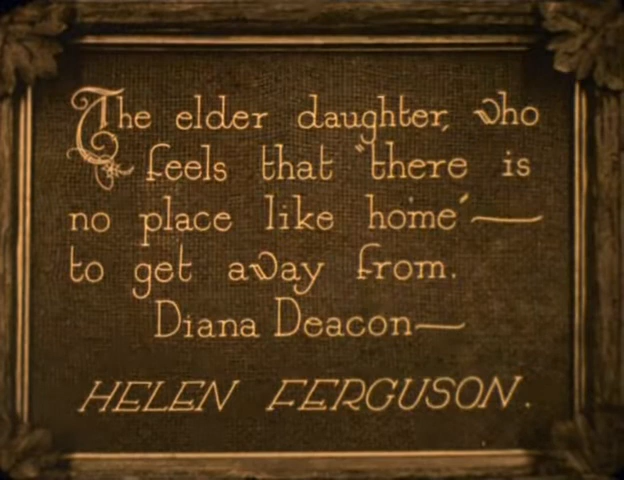 The elder daughter, who
feels that "there is
no place like home"—
to get away from.
Diana Deacon—
HELEN FERGUSON.